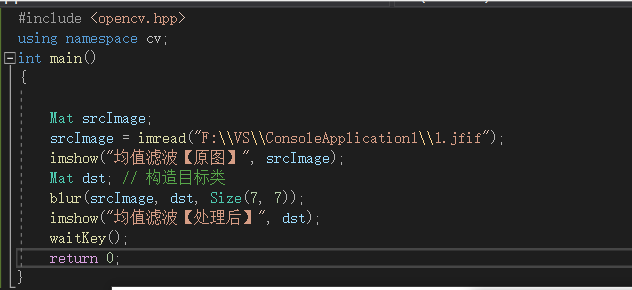 #include <opencv.hpp>
using namespace cv;
int main()
{
Mat srcImage;
srcImage = imread("F:\\VS\\ConsoleApplication1\\1.jfif");
imshow("均值滤波【原图】", srcImage);
Mat dst; // 构造目标类
blur(srcImage, dst, Size(7, 7));
imshow("均值滤波【处理后】", dst);
waitKey();
return 0;
}